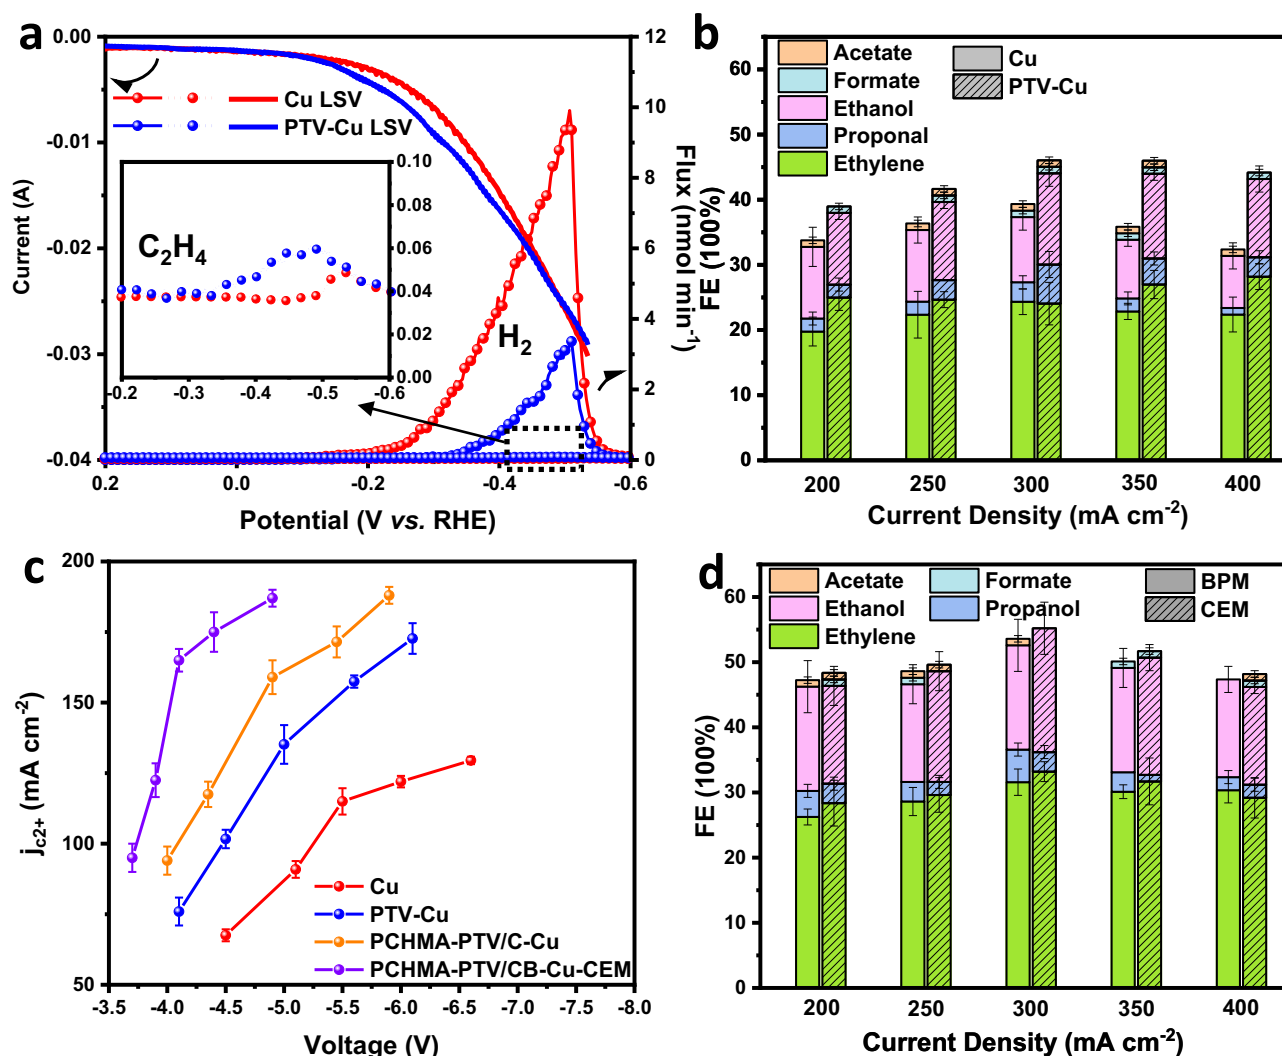 a
0.00
-0.01
-0.02
-0.03
-0.04
Current (A)
Cu LSV
PTV-Cu LSV
C2H4
0.10
0.08
0.06
0.04
0.02
0.00
-0.2 -0.3 -0.4 -0.5 -0.6
H2
12
10
8
6
4
2
0
Flux (nmol min-1)
0.2 0.0 -0.2 -0.4 -0.6
Potential (V vs. RHE)
b
60
50
40
30
20
10
0
FE (100%)
Acetate
Formate
Ethanol
Proponal
Ethylene
Cu
PTV-Cu
200 250 300 350 400
Current Density (mA cm-2)
c
200
150
100
50
jc2+ (mA cm-2)
Cu
PTV-Cu
PCHMA-PTV/C-Cu
PCHMA-PTV/CB-Cu-CEM
-3.5 -4.0 -4.5 -5.0 -5.5 -6.0 -6.5 -7.0 -7.5 -8.0
Voltage (V)
d
60
50
40
30
20
10
0
FE (100%)
Acetate Formate BPM
Ethanol Propanol CEM
Ethylene
200 250 300 350 400
Current Density (mA cm-2)